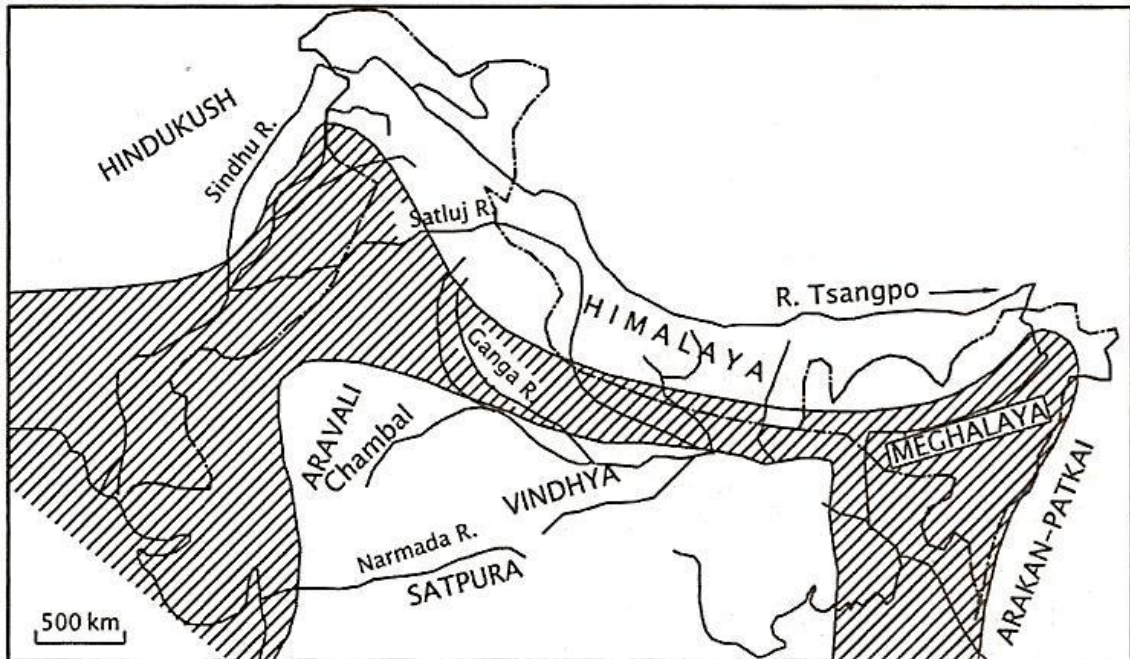 HINDUKUSH
Sindhu R.
Satluj R.
R. Tsangpo
HIMALAYA
Ganga R.
MEGHALAYA
ARAVALI
Chambal
VINDHYA
ARAKAN–PATKAI
Narmada R.
SATPURA
500 km